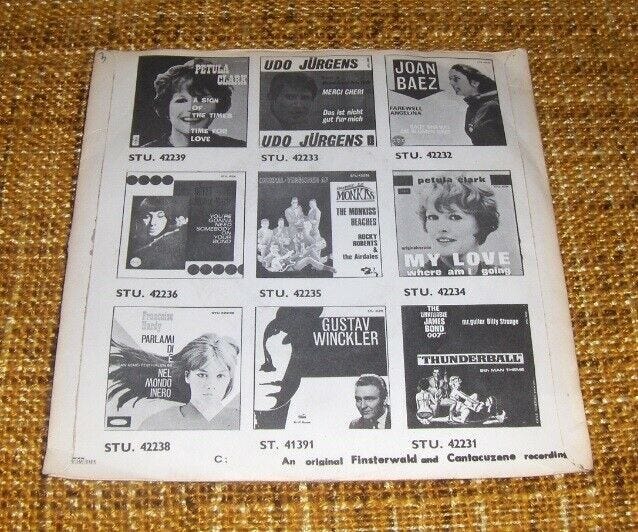 PETULA
CLARK
A SIGN
OF THE TIMES
TIME FOR
LOVE
STU. 42239
UDO JÜRGENS
MERCI CHERI
Das ist nicht
gut für mich
UDO JÜRGENS
STU. 42233
JOAN
BAEZ
FAREWELL
ANGELINA
STU. 42232
YOU'RE
GONNA
NEED
SOMEBODY
ON
YOUR
BOND
STU. 42236
MONKISS
THE MONKISS
BEACHES
ROCKY
ROBERTS &
the Airdales
STU. 42235
petula clark
MY LOVE
where am i going
STU. 42234
Françoise
Hardy
PARLAMI
DI TE
NEL
MONDO
INERO
STU. 42238
GUSTAV
WINCKLER
ST. 41391
THE
JAMES
BOND
007
mr. guitar Billy Strange
"THUNDERBALL"
STU. 42231
C: An original Finsterwald and Cantacuzene recording